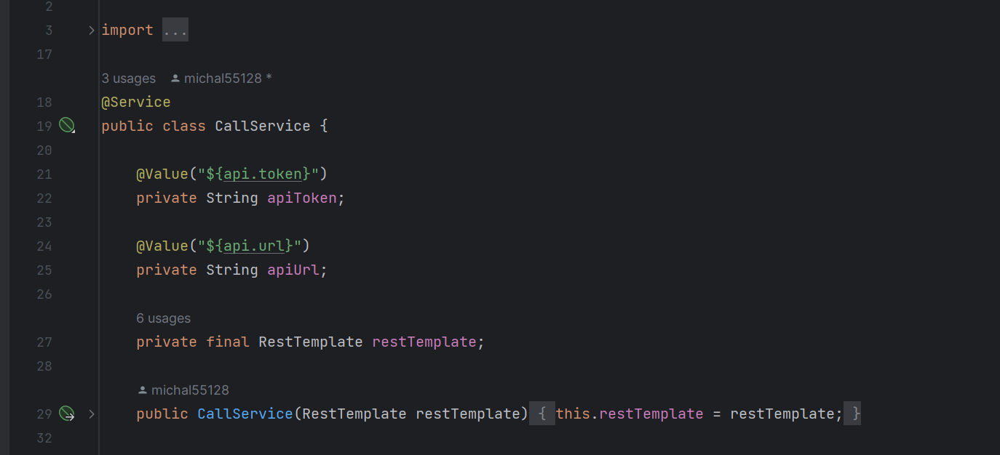 2
3 import ...
17
3 usages michal55128 *
18 @Service
19 public class CallService {
20
21 @Value("${api.token}")
22 private String apiToken;
23
24 @Value("${api.url}")
25 private String apiUrl;
26
6 usages
27 private final RestTemplate restTemplate;
28
michal55128
29 public CallService(RestTemplate restTemplate) { this.restTemplate = restTemplate; }
32